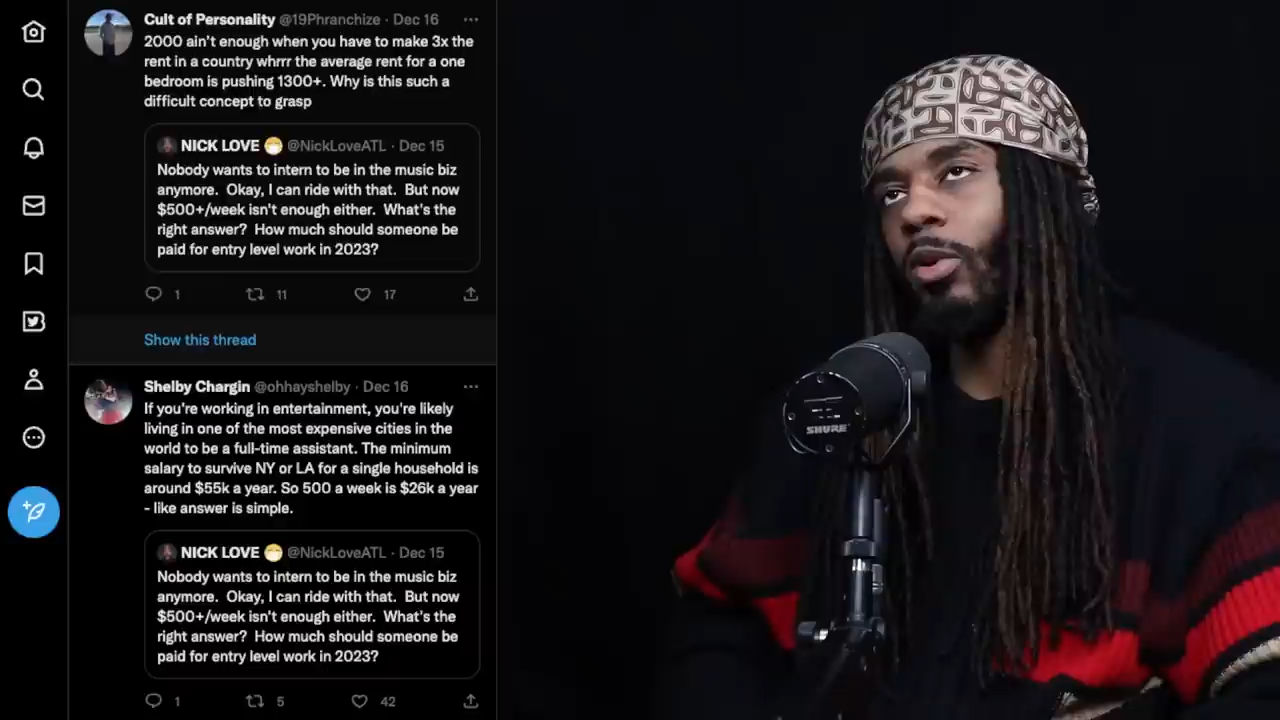 Cult of Personality @19Phranchize · Dec 16
2000 ain't enough when you have to make 3x the
rent in a country whrrr the average rent for a one
bedroom is pushing 1300+. Why is this such a
difficult concept to grasp
NICK LOVE 😷 @NickLoveATL · Dec 15
Nobody wants to intern to be in the music biz
anymore. Okay, I can ride with that. But now
$500+/week isn't enough either. What's the
right answer? How much should someone be
paid for entry level work in 2023?
1 11 17
Show this thread
Shelby Chargin @ohhayshelby · Dec 16
If you're working in entertainment, you're likely
living in one of the most expensive cities in the
world to be a full-time assistant. The minimum
salary to survive NY or LA for a single household is
around $55k a year. So 500 a week is $26k a year
- like answer is simple.
NICK LOVE 😷 @NickLoveATL · Dec 15
Nobody wants to intern to be in the music biz
anymore. Okay, I can ride with that. But now
$500+/week isn't enough either. What's the
right answer? How much should someone be
paid for entry level work in 2023?
1 5 42
SHURE